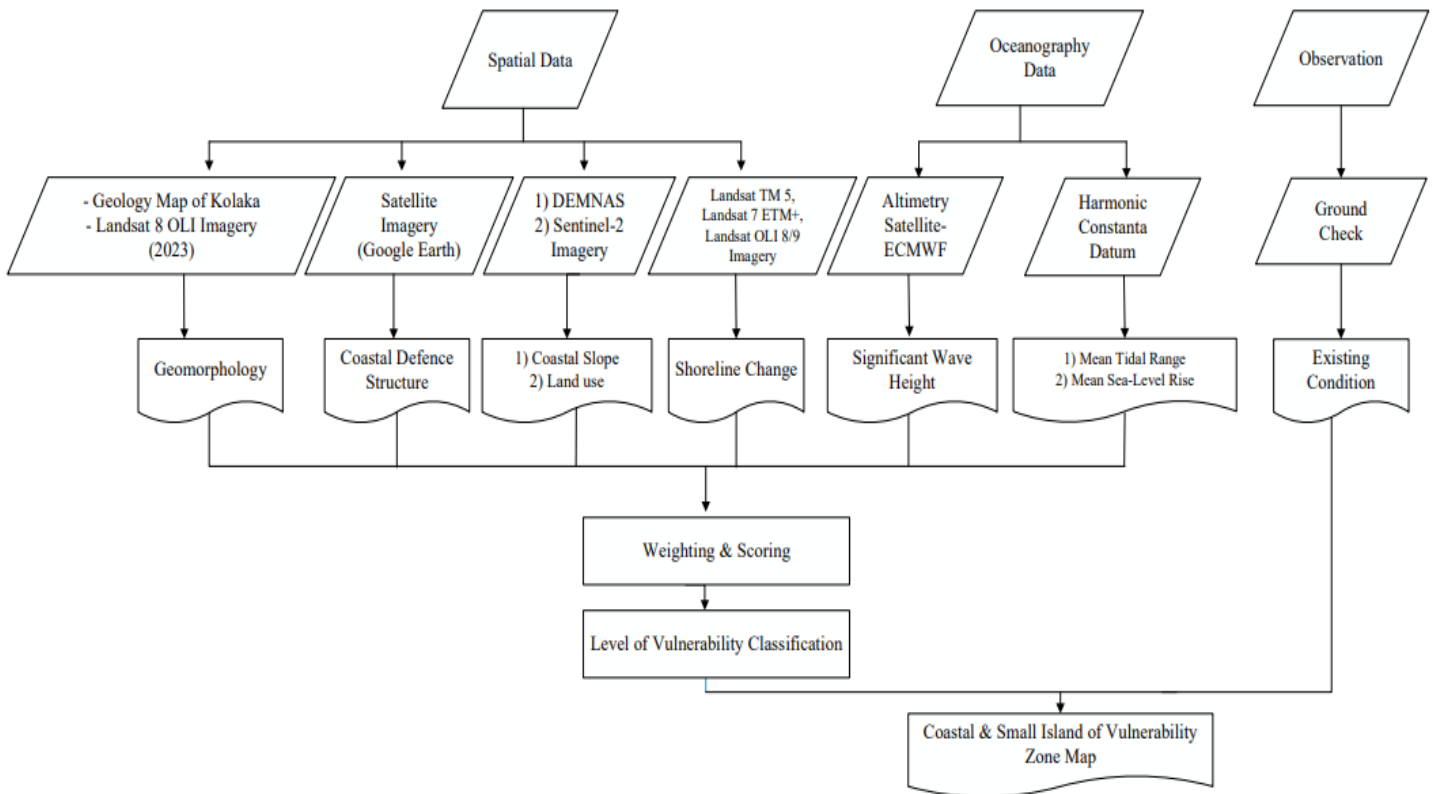 Spatial Data
Oceanography
Data
Observation
- Geology Map of Kolaka
- Landsat 8 OLI Imagery
(2023)
Satellite
Imagery
(Google Earth)
1) DEMNAS
2) Sentinel-2
Imagery
Landsat TM 5,
Landsat 7 ETM+,
Landsat OLI 8/9
Imagery
Altimetry
Satellite-
ECMWF
Harmonic
Constanta
Datum
Ground
Check
Geomorphology
Coastal Defence
Structure
1) Coastal Slope
2) Land use
Shoreline Change
Significant Wave
Height
1) Mean Tidal Range
2) Mean Sea-Level Rise
Existing
Condition
Weighting & Scoring
Level of Vulnerability Classification
Coastal & Small Island of Vulnerability
Zone Map